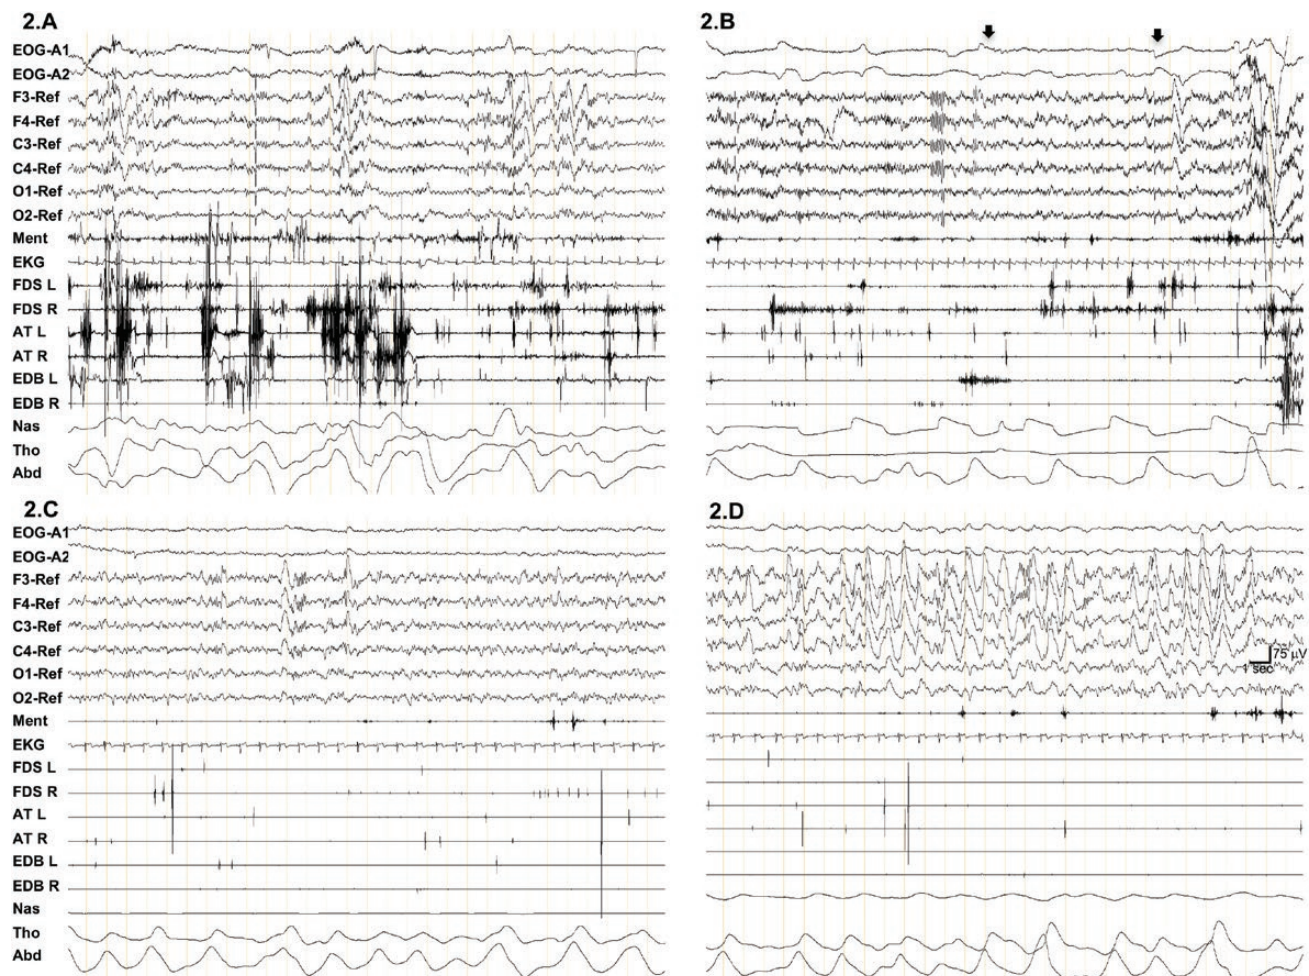 2.A
EOG-A1
EOG-A2
F3-Ref
F4-Ref
C3-Ref
C4-Ref
O1-Ref
O2-Ref
Ment
EKG
FDS L
FDS R
AT L
AT R
EDB L
EDB R
Nas
Tho
Abd
2.B
2.C
EOG-A1
EOG-A2
F3-Ref
F4-Ref
C3-Ref
C4-Ref
O1-Ref
O2-Ref
Ment
EKG
FDS L
FDS R
AT L
AT R
EDB L
EDB R
Nas
Tho
Abd
2.D
75 µV
1 sec